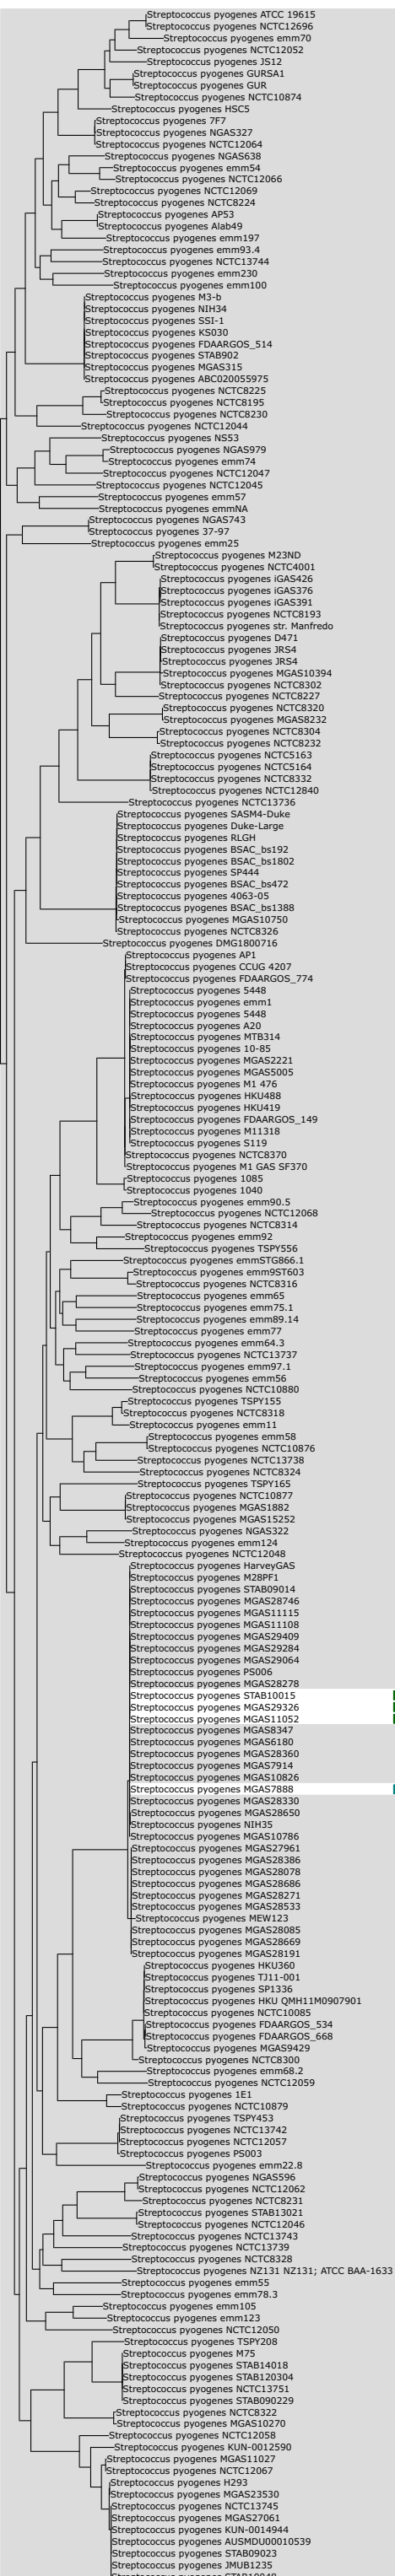 Streptococcus pyogenes ATCC 19615
Streptococcus pyogenes NCTC12696
Streptococcus pyogenes emm70
Streptococcus pyogenes NCTC12052
Streptococcus pyogenes JS12
Streptococcus pyogenes GURSA1
Streptococcus pyogenes GUR
Streptococcus pyogenes NCTC10874
Streptococcus pyogenes HSC5
Streptococcus pyogenes 7F7
Streptococcus pyogenes NGAS327
Streptococcus pyogenes NCTC12064
Streptococcus pyogenes NGAS638
Streptococcus pyogenes emm54
Streptococcus pyogenes NCTC12066
Streptococcus pyogenes NCTC12069
Streptococcus pyogenes NCTC8224
Streptococcus pyogenes AP53
Streptococcus pyogenes Alab49
Streptococcus pyogenes emm197
Streptococcus pyogenes emm93.4
Streptococcus pyogenes NCTC13744
Streptococcus pyogenes emm230
Streptococcus pyogenes emm100
Streptococcus pyogenes M3-b
Streptococcus pyogenes NIH34
Streptococcus pyogenes SSI-1
Streptococcus pyogenes KS030
Streptococcus pyogenes FDAARGOS_514
Streptococcus pyogenes STAB902
Streptococcus pyogenes MGAS315
Streptococcus pyogenes ABC020055975
Streptococcus pyogenes NCTC8225
Streptococcus pyogenes NCTC8195
Streptococcus pyogenes NCTC8230
Streptococcus pyogenes NCTC12044
Streptococcus pyogenes NS53
Streptococcus pyogenes NGAS979
Streptococcus pyogenes emm74
Streptococcus pyogenes NCTC12047
Streptococcus pyogenes NCTC12045
Streptococcus pyogenes emm57
Streptococcus pyogenes emmNA
Streptococcus pyogenes NGAS743
Streptococcus pyogenes 37-97
Streptococcus pyogenes emm25
Streptococcus pyogenes M23ND
Streptococcus pyogenes NCTC4001
Streptococcus pyogenes iGAS426
Streptococcus pyogenes iGAS376
Streptococcus pyogenes iGAS391
Streptococcus pyogenes NCTC8193
Streptococcus pyogenes str. Manfredo
Streptococcus pyogenes D471
Streptococcus pyogenes JRS4
Streptococcus pyogenes JRS4
Streptococcus pyogenes MGAS10394
Streptococcus pyogenes NCTC8302
Streptococcus pyogenes NCTC8227
Streptococcus pyogenes NCTC8320
Streptococcus pyogenes MGAS8232
Streptococcus pyogenes NCTC8304
Streptococcus pyogenes NCTC8232
Streptococcus pyogenes NCTC5163
Streptococcus pyogenes NCTC5164
Streptococcus pyogenes NCTC8332
Streptococcus pyogenes NCTC12840
Streptococcus pyogenes NCTC13736
Streptococcus pyogenes SASM4-Duke
Streptococcus pyogenes Duke-Large
Streptococcus pyogenes RLGH
Streptococcus pyogenes BSAC_bs192
Streptococcus pyogenes BSAC_bs1802
Streptococcus pyogenes SP444
Streptococcus pyogenes BSAC_bs472
Streptococcus pyogenes 4063-05
Streptococcus pyogenes BSAC_bs1388
Streptococcus pyogenes MGAS10750
Streptococcus pyogenes NCTC8326
Streptococcus pyogenes DMG1800716
Streptococcus pyogenes AP1
Streptococcus pyogenes CCUG 4207
Streptococcus pyogenes FDAARGOS_774
Streptococcus pyogenes 5448
Streptococcus pyogenes emm1
Streptococcus pyogenes 5448
Streptococcus pyogenes A20
Streptococcus pyogenes MTB314
Streptococcus pyogenes 10-85
Streptococcus pyogenes MGAS2221
Streptococcus pyogenes MGAS5005
Streptococcus pyogenes M1 476
Streptococcus pyogenes HKU488
Streptococcus pyogenes HKU419
Streptococcus pyogenes FDAARGOS_149
Streptococcus pyogenes M11318
Streptococcus pyogenes S119
Streptococcus pyogenes NCTC8370
Streptococcus pyogenes M1 GAS SF370
Streptococcus pyogenes 1085
Streptococcus pyogenes 1040
Streptococcus pyogenes emm90.5
Streptococcus pyogenes NCTC12068
Streptococcus pyogenes NCTC8314
Streptococcus pyogenes emm92
Streptococcus pyogenes TSPY556
Streptococcus pyogenes emmSTG866.1
Streptococcus pyogenes emm9ST603
Streptococcus pyogenes NCTC8316
Streptococcus pyogenes emm65
Streptococcus pyogenes emm75.1
Streptococcus pyogenes emm89.14
Streptococcus pyogenes emm77
Streptococcus pyogenes emm64.3
Streptococcus pyogenes NCTC13737
Streptococcus pyogenes emm97.1
Streptococcus pyogenes emm56
Streptococcus pyogenes NCTC10880
Streptococcus pyogenes TSPY155
Streptococcus pyogenes NCTC8318
Streptococcus pyogenes emm11
Streptococcus pyogenes emm58
Streptococcus pyogenes NCTC10876
Streptococcus pyogenes NCTC13738
Streptococcus pyogenes NCTC8324
Streptococcus pyogenes TSPY165
Streptococcus pyogenes NCTC10877
Streptococcus pyogenes MGAS1882
Streptococcus pyogenes MGAS15252
Streptococcus pyogenes NGAS322
Streptococcus pyogenes emm124
Streptococcus pyogenes NCTC12048
Streptococcus pyogenes HarveyGAS
Streptococcus pyogenes M28PF1
Streptococcus pyogenes STAB09014
Streptococcus pyogenes MGAS28746
Streptococcus pyogenes MGAS11115
Streptococcus pyogenes MGAS11108
Streptococcus pyogenes MGAS29409
Streptococcus pyogenes MGAS29284
Streptococcus pyogenes MGAS29064
Streptococcus pyogenes PS006
Streptococcus pyogenes MGAS28278
Streptococcus pyogenes STAB10015
Streptococcus pyogenes MGAS29326
Streptococcus pyogenes MGAS11052
Streptococcus pyogenes MGAS8347
Streptococcus pyogenes MGAS6180
Streptococcus pyogenes MGAS28360
Streptococcus pyogenes MGAS7914
Streptococcus pyogenes MGAS10826
Streptococcus pyogenes MGAS7888
Streptococcus pyogenes MGAS28330
Streptococcus pyogenes MGAS28650
Streptococcus pyogenes NIH35
Streptococcus pyogenes MGAS10786
Streptococcus pyogenes MGAS27961
Streptococcus pyogenes MGAS28386
Streptococcus pyogenes MGAS28078
Streptococcus pyogenes MGAS28686
Streptococcus pyogenes MGAS28271
Streptococcus pyogenes MGAS28533
Streptococcus pyogenes MEW123
Streptococcus pyogenes MGAS28085
Streptococcus pyogenes MGAS28669
Streptococcus pyogenes MGAS28191
Streptococcus pyogenes HKU360
Streptococcus pyogenes TJ11-001
Streptococcus pyogenes SP1336
Streptococcus pyogenes HKU QMH11M0907901
Streptococcus pyogenes NCTC10085
Streptococcus pyogenes FDAARGOS_534
Streptococcus pyogenes FDAARGOS_668
Streptococcus pyogenes MGAS9429
Streptococcus pyogenes NCTC8300
Streptococcus pyogenes emm68.2
Streptococcus pyogenes NCTC12059
Streptococcus pyogenes 1E1
Streptococcus pyogenes NCTC10879
Streptococcus pyogenes TSPY453
Streptococcus pyogenes NCTC13742
Streptococcus pyogenes NCTC12057
Streptococcus pyogenes PS003
Streptococcus pyogenes emm22.8
Streptococcus pyogenes NGAS596
Streptococcus pyogenes NCTC12062
Streptococcus pyogenes NCTC8231
Streptococcus pyogenes STAB13021
Streptococcus pyogenes NCTC12046
Streptococcus pyogenes NCTC13743
Streptococcus pyogenes NCTC13739
Streptococcus pyogenes NCTC8328
Streptococcus pyogenes NZ131 NZ131; ATCC BAA-1633
Streptococcus pyogenes emm55
Streptococcus pyogenes emm78.3
Streptococcus pyogenes emm105
Streptococcus pyogenes emm123
Streptococcus pyogenes NCTC12050
Streptococcus pyogenes TSPY208
Streptococcus pyogenes M75
Streptococcus pyogenes STAB14018
Streptococcus pyogenes STAB120304
Streptococcus pyogenes NCTC13751
Streptococcus pyogenes STAB090229
Streptococcus pyogenes NCTC8322
Streptococcus pyogenes MGAS10270
Streptococcus pyogenes NCTC12058
Streptococcus pyogenes KUN-0012590
Streptococcus pyogenes MGAS11027
Streptococcus pyogenes NCTC12067
Streptococcus pyogenes H293
Streptococcus pyogenes MGAS23530
Streptococcus pyogenes NCTC13745
Streptococcus pyogenes MGAS27061
Streptococcus pyogenes KUN-0014944
Streptococcus pyogenes AUSMDU00010539
Streptococcus pyogenes STAB09023
Streptococcus pyogenes JMUB1235